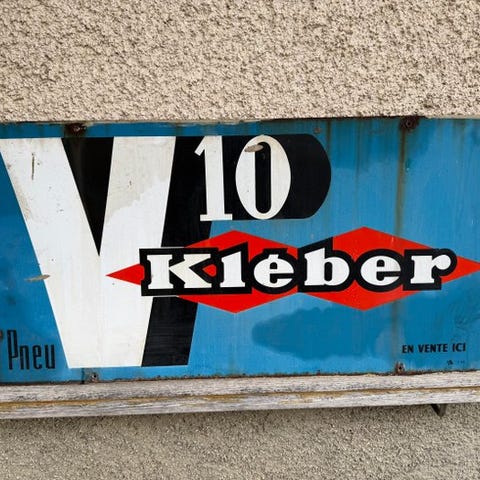 V10
Kléber
Pneu
EN VENTE ICI